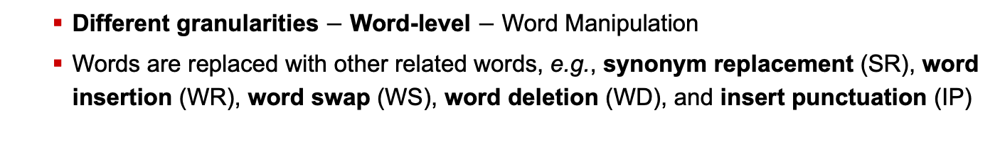 ▪ Different granularities – Word-level – Word Manipulation
▪ Words are replaced with other related words, e.g., synonym replacement (SR), word
insertion (WR), word swap (WS), word deletion (WD), and insert punctuation (IP)